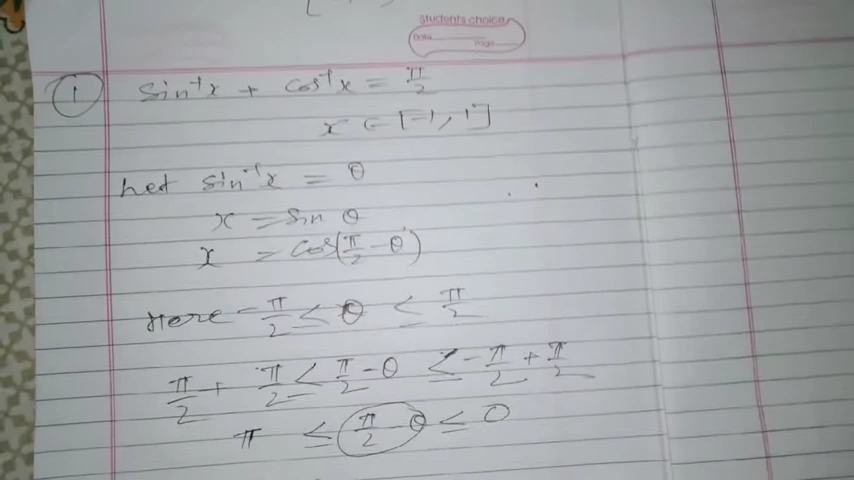 Students choice
Date
Page
1 sin⁻¹x + cos⁻¹x = π/2
x ∈ [-1, 1]
Let sin⁻¹x = θ
x = sin θ
x = cos(π/2 - θ)
Here -π/2 ≤ θ ≤ π/2
π/2 + π/2 ≤ π/2 - θ ≤ -π/2 + π/2
π ≤ π/2 - θ ≤ 0